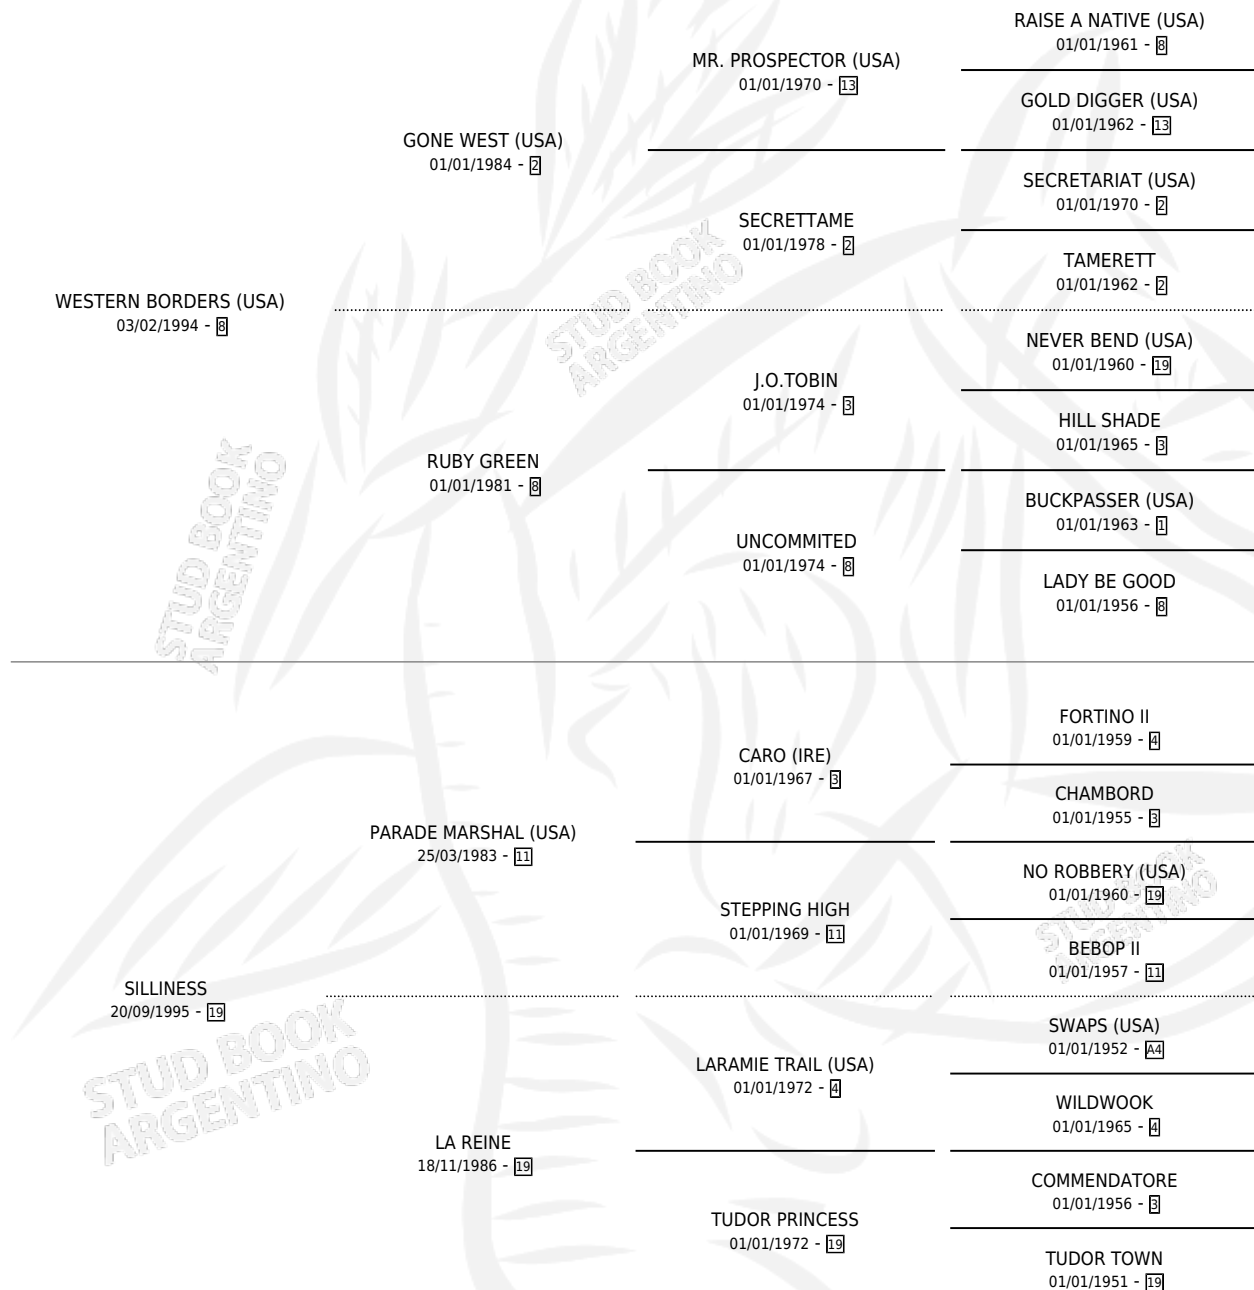 RAISE A NATIVE (USA)
01/01/1961 - 8
MR. PROSPECTOR (USA)
01/01/1970 - 13
GOLD DIGGER (USA)
01/01/1962 - 13
GONE WEST (USA)
01/01/1984 - 2
SECRETARIAT (USA)
01/01/1970 - 2
SECRETTAME
01/01/1978 - 2
TAMERETT
01/01/1962 - 2
WESTERN BORDERS (USA)
03/02/1994 - 8
NEVER BEND (USA)
01/01/1960 - 19
J.O.TOBIN
01/01/1974 - 3
HILL SHADE
01/01/1965 - 3
RUBY GREEN
01/01/1981 - 8
BUCKPASSER (USA)
01/01/1963 - 1
UNCOMMITED
01/01/1974 - 8
LADY BE GOOD
01/01/1956 - 8
FORTINO II
01/01/1959 - 4
CARO (IRE)
01/01/1967 - 3
CHAMBORD
01/01/1955 - 3
PARADE MARSHAL (USA)
25/03/1983 - 11
NO ROBBERY (USA)
01/01/1960 - 19
STEPPING HIGH
01/01/1969 - 11
BEBOP II
01/01/1957 - 11
SILLINESS
20/09/1995 - 19
SWAPS (USA)
01/01/1952 - A4
LARAMIE TRAIL (USA)
01/01/1972 - 4
WILDWOOK
01/01/1965 - 4
LA REINE
18/11/1986 - 19
COMMENDATORE
01/01/1956 - 3
TUDOR PRINCESS
01/01/1972 - 19
TUDOR TOWN
01/01/1951 - 19
STUD BOOK
ARGENTINO
STUD BOOK
ARGENTINO
STUD BOOK
ARGENTINO
STUD BOOK
ARGENTINO